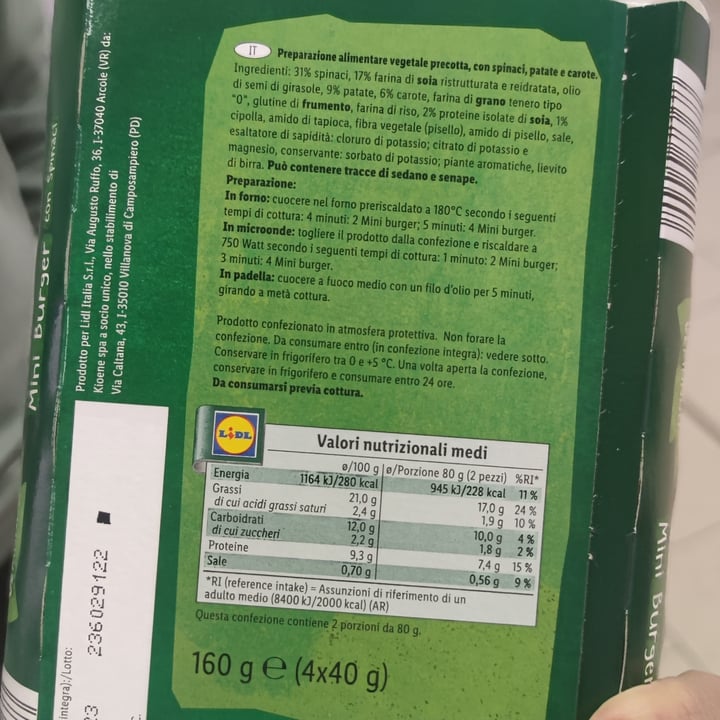 IT Preparazione alimentare vegetale precotta, con spinaci, patate e carote.
Ingredienti: 31% spinaci, 17% farina di soia ristrutturata e reidratata, olio
di semi di girasole, 9% patate, 6% carote, farina di grano tenero tipo
"0", glutine di frumento, farina di riso, 2% proteine isolate di soia, 1%
cipolla, amido di tapioca, fibra vegetale (pisello), amido di pisello, sale,
esaltatore di sapidità: cloruro di potassio; citrato di potassio e
magnesio, conservante: sorbato di potassio; piante aromatiche, lievito
di birra. Può contenere tracce di sedano e senape.
Preparazione:
In forno: cuocere nel forno preriscaldato a 180°C secondo i seguenti
tempi di cottura: 4 minuti: 2 Mini burger; 5 minuti: 4 Mini burger.
In microonde: togliere il prodotto dalla confezione e riscaldare a
750 Watt secondo i seguenti tempi di cottura: 1 minuto: 2 Mini burger;
3 minuti: 4 Mini burger.
In padella: cuocere a fuoco medio con un filo d'olio per 5 minuti,
girando a metà cottura.
Prodotto confezionato in atmosfera protettiva. Non forare la
confezione. Da consumare entro (in confezione integra): vedere sotto.
Conservare in frigorifero tra 0 e +5 °C. Una volta aperta la confezione,
conservare in frigorifero e consumare entro 24 ore.
Da consumarsi previa cottura.
LIDL
Valori nutrizionali medi
ø/100 g ø/Porzione 80 g (2 pezzi) %RI*
Energia 1164 kJ/280 kcal 945 kJ/228 kcal 11 %
Grassi 21,0 g 17,0 g 24 %
di cui acidi grassi saturi 2,4 g 1,9 g 10 %
Carboidrati 12,0 g 10,0 g 4 %
di cui zuccheri 2,2 g 1,8 g 2 %
Proteine 9,3 g 7,4 g 15 %
Sale 0,70 g 0,56 g 9 %
*RI (reference intake) = Assunzioni di riferimento di un
adulto medio (8400 kJ/2000 kcal) (AR)
Questa confezione contiene 2 porzioni da 80 g.
160 g e (4x40 g)
Prodotto per Lidl Italia S.r.l., Via Augusto Ruffo, 36, I-37040 Arcole (VR) da:
Kioene spa a socio unico, nello stabilimento di
Via Caltana, 43, I-35010 Villanova di Camposampiero (PD)
Mini Burger con Spinaci
integra):/Lotto:
236029122
Mini Burger